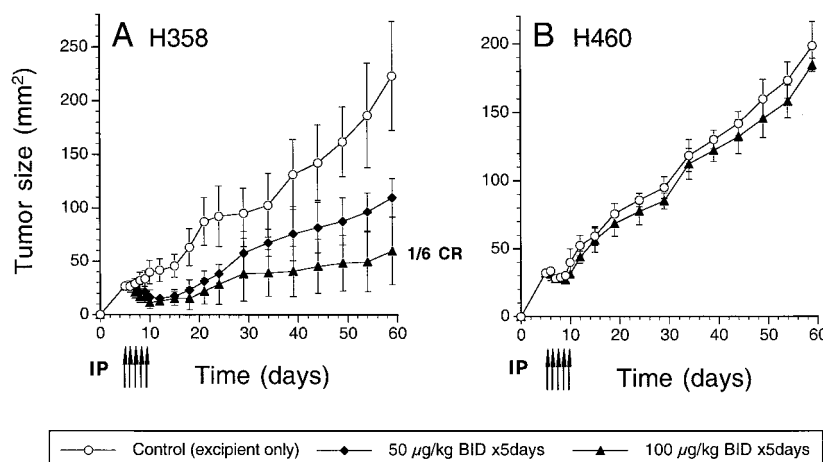 A H358
B H460
Tumor size (mm²)
250
200
150
100
50
0
200
150
100
50
0
1/6 CR
0 10 20 30 40 50 60
0 10 20 30 40 50 60
IP
Time (days)
IP
Time (days)
Control (excipient only)
50 µg/kg BID x5days
100 µg/kg BID x5days